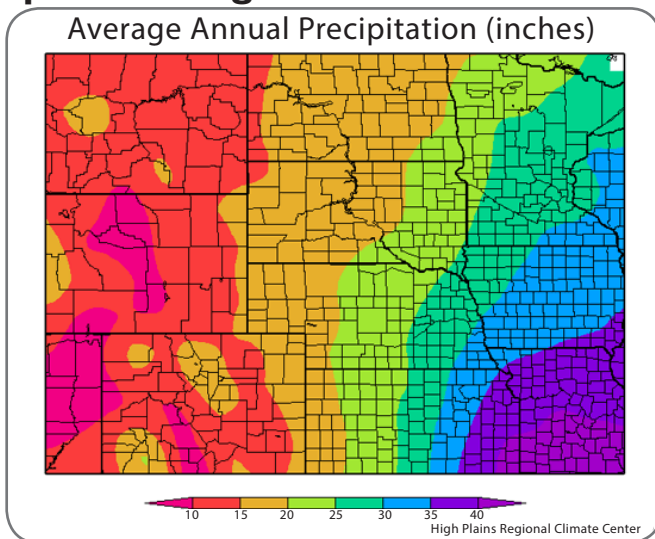 Average Annual Precipitation (inches)
10 15 20 25 30 35 40
High Plains Regional Climate Center